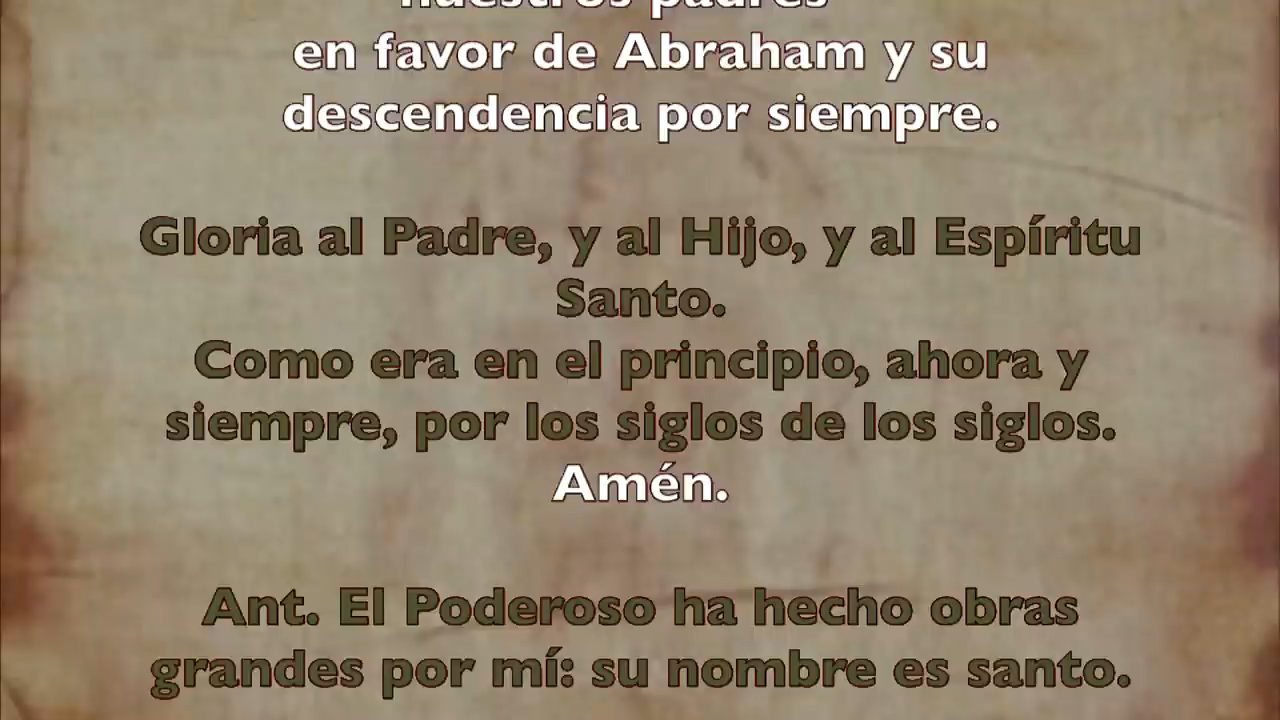 nuestros padres
en favor de Abraham y su
descendencia por siempre.
Gloria al Padre, y al Hijo, y al Espíritu
Santo.
Como era en el principio, ahora y
siempre, por los siglos de los siglos.
Amén.
Ant. El Poderoso ha hecho obras
grandes por mí: su nombre es santo.